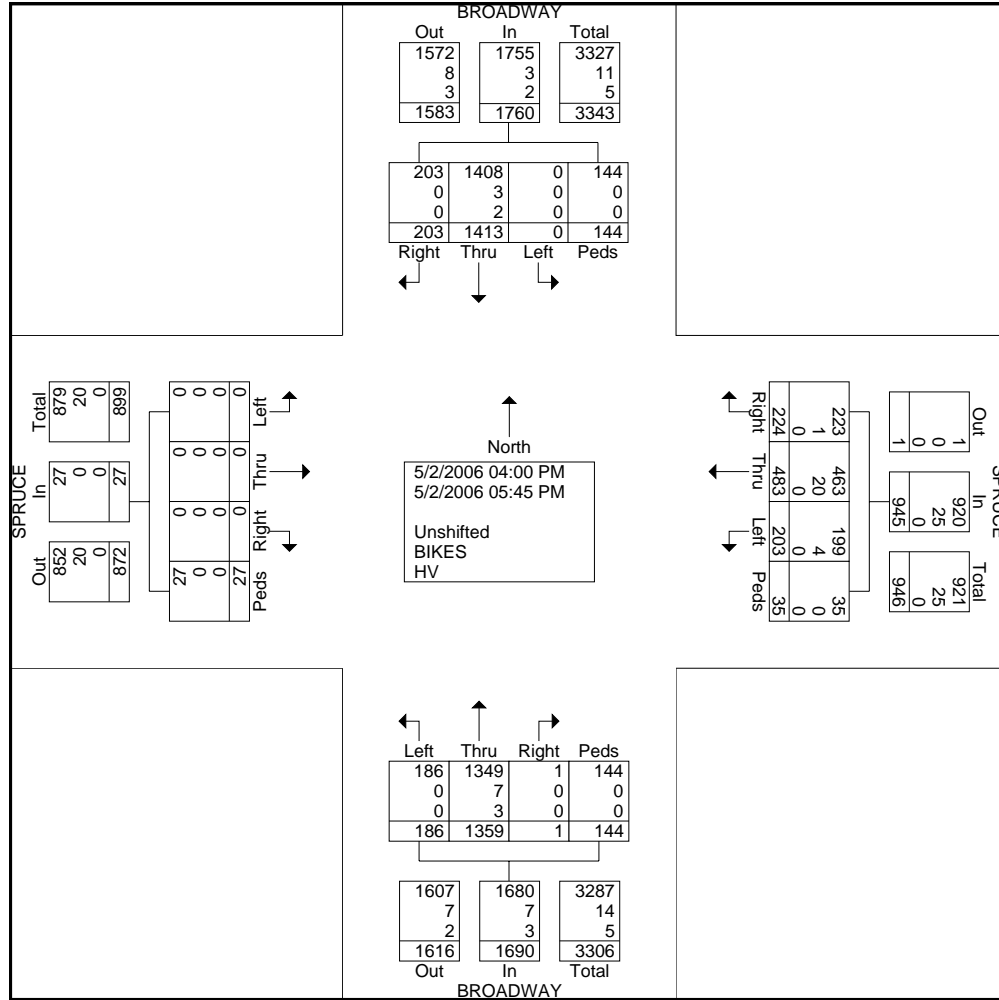 BROADWAY
Out In Total
1572 1755 3327
8 3 11
3 2 5
1583 1760 3343
203 1408 0 144
0 3 0 0
0 2 0 0
203 1413 0 144
Right Thru Left Peds
SPRUCE
Total In Out
879 27 852
20 0 20
0 0 0
899 27 872
Left Thru Right Peds
0 0 0 27
0 0 0 0
0 0 0 0
0 0 0 27
North
5/2/2006 04:00 PM
5/2/2006 05:45 PM
Unshifted
BIKES
HV
Right Thru Left Peds
223 463 199 35
1 20 4 0
0 0 0 0
224 483 203 35
Out In Total
1 920 921
0 25 25
0 0 0
1 945 946
SPRUCE
Left Thru Right Peds
186 1349 1 144
0 7 0 0
0 3 0 0
186 1359 1 144
1607 1680 3287
7 7 14
2 3 5
1616 1690 3306
Out In Total
BROADWAY